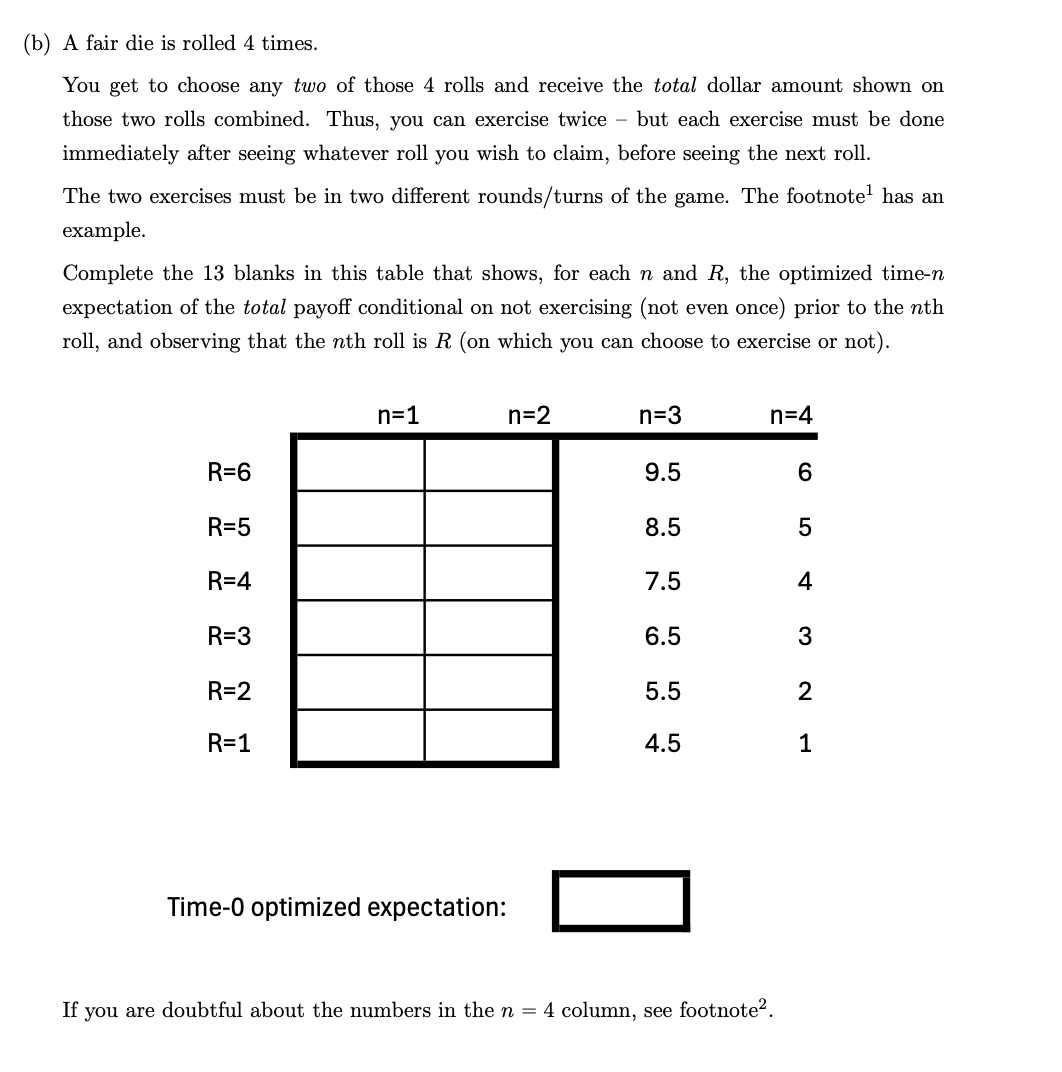 (b) A fair die is rolled 4 times.
You get to choose any two of those 4 rolls and receive the total dollar amount shown on
those two rolls combined. Thus, you can exercise twice – but each exercise must be done
immediately after seeing whatever roll you wish to claim, before seeing the next roll.
The two exercises must be in two different rounds/turns of the game. The footnote¹ has an
example.
Complete the 13 blanks in this table that shows, for each n and R, the optimized time-n
expectation of the total payoff conditional on not exercising (not even once) prior to the nth
roll, and observing that the nth roll is R (on which you can choose to exercise or not).
n=1 n=2 n=3 n=4
R=6 9.5 6
R=5 8.5 5
R=4 7.5 4
R=3 6.5 3
R=2 5.5 2
R=1 4.5 1
Time-0 optimized expectation:
If you are doubtful about the numbers in the n = 4 column, see footnote².